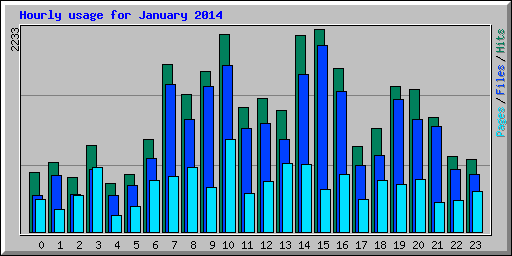 Hourly usage for January 2014
2233
Pages/Files/Hits
0 1 2 3 4 5 6 7 8 9 10 11 12 13 14 15 16 17 18 19 20 21 22 23